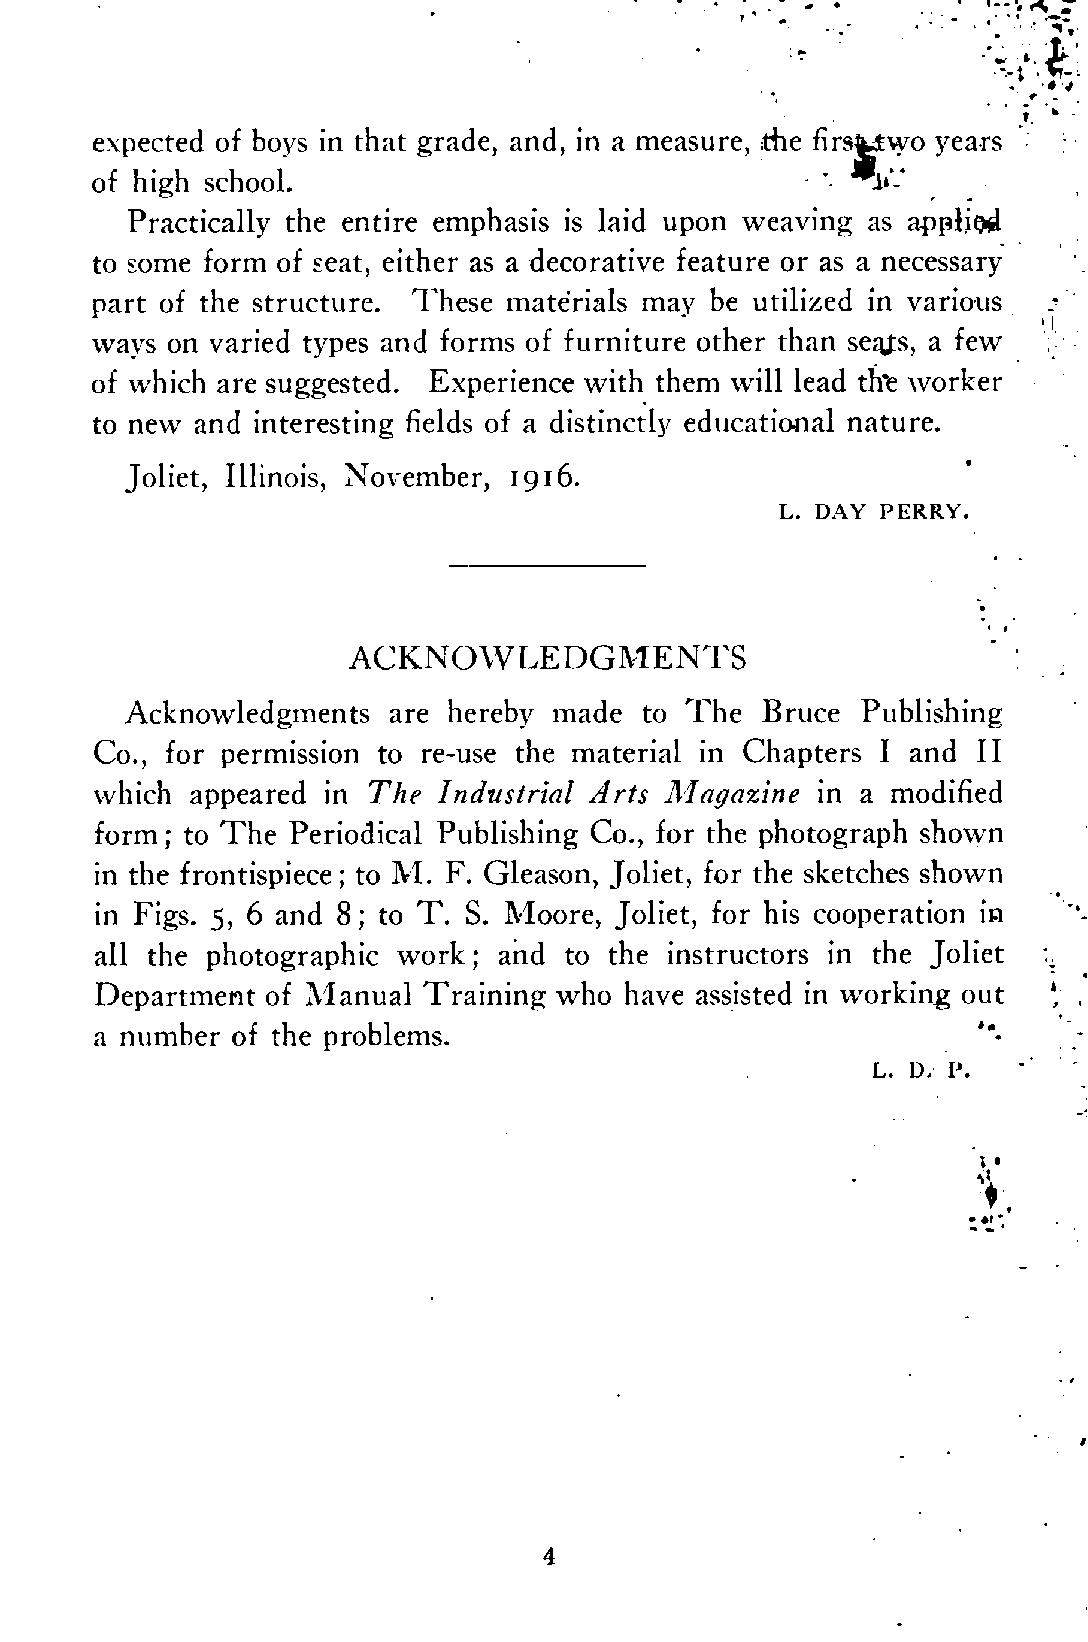 expected of boys in that grade, and, in a measure, the first two years
of high school.
Practically the entire emphasis is laid upon weaving as applied
to some form of seat, either as a decorative feature or as a necessary
part of the structure. These materials may be utilized in various
ways on varied types and forms of furniture other than seats, a few
of which are suggested. Experience with them will lead the worker
to new and interesting fields of a distinctly educational nature.
Joliet, Illinois, November, 1916.
L. DAY PERRY.
ACKNOWLEDGMENTS
Acknowledgments are hereby made to The Bruce Publishing
Co., for permission to re-use the material in Chapters I and II
which appeared in The Industrial Arts Magazine in a modified
form; to The Periodical Publishing Co., for the photograph shown
in the frontispiece; to M. F. Gleason, Joliet, for the sketches shown
in Figs. 5, 6 and 8; to T. S. Moore, Joliet, for his cooperation in
all the photographic work; and to the instructors in the Joliet
Department of Manual Training who have assisted in working out
a number of the problems.
L. D. P.
4